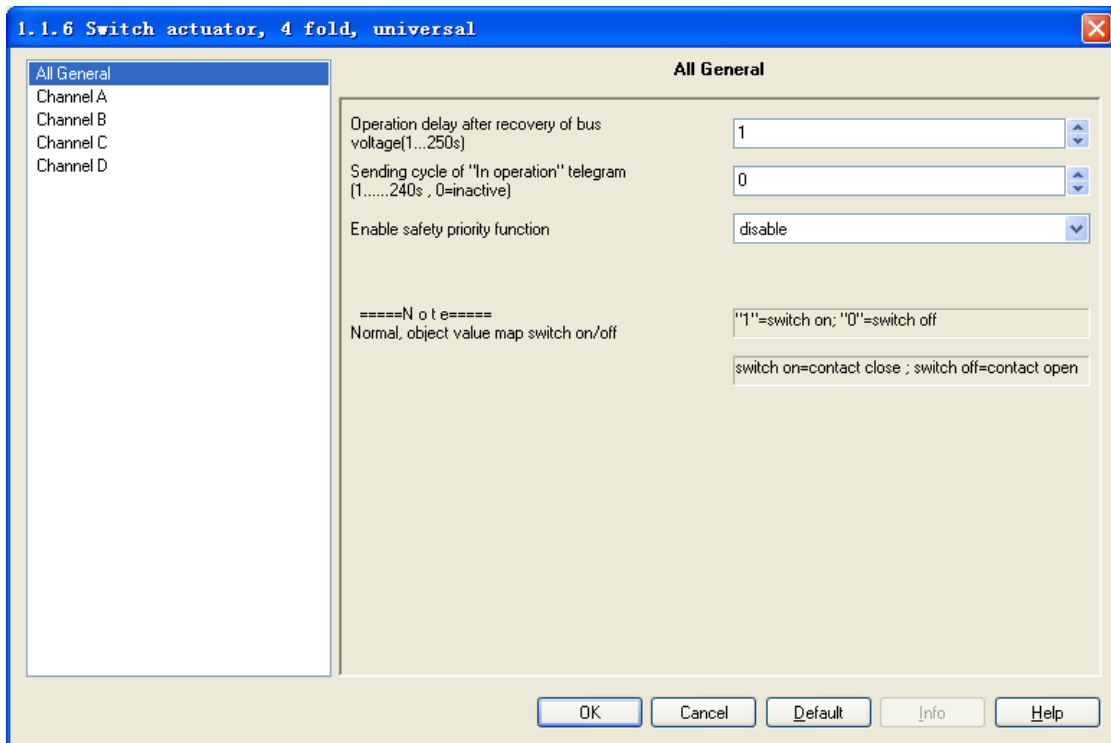 1.1.6 Switch actuator, 4 fold, universal
All General
Channel A
Channel B
Channel C
Channel D
All General
Operation delay after recovery of bus
voltage(1...250s)
1
Sending cycle of "In operation" telegram
(1......240s , 0=inactive)
0
Enable safety priority function
disable
=====N o t e=====
Normal, object value map switch on/off
"1"=switch on; "0"=switch off
switch on=contact close ; switch off=contact open
OK
Cancel
Default
Info
Help